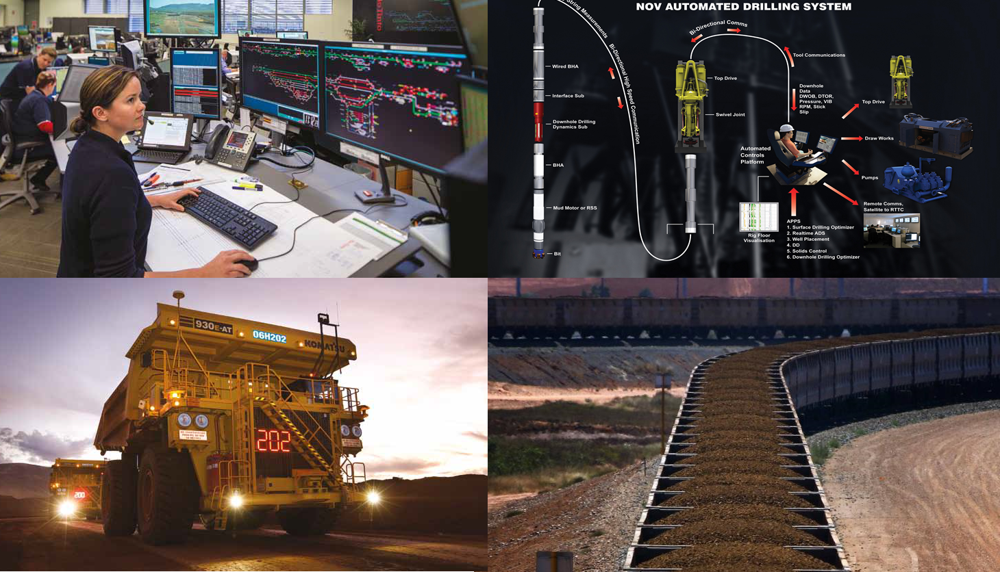 NOV AUTOMATED DRILLING SYSTEM
String Measurements
Bi-Directional High Speed Communication
Bi-Directional Comms
Tool Communications
Wired BHA
Interface Sub
Downhole Drilling
Dynamics Sub
BHA
Mud Motor or RSS
Bit
Top Drive
Swivel Joint
Downhole
Data
DWOB, DTOR,
Pressure, VIB
RPM, Stick
Slip
Top Drive
Draw Works
Pumps
Automated
Controls
Platform
Remote Comms,
Satellite to RTTC
Rig Floor
Visualisation
APPS
1. Surface Drilling Optimizer
2. Realtime ADS
3. Well Placement
4. DD
5. Solids Control
6. Downhole Drilling Optimizer
DELL
930E-AT
06H202
KOMATSU
202
200